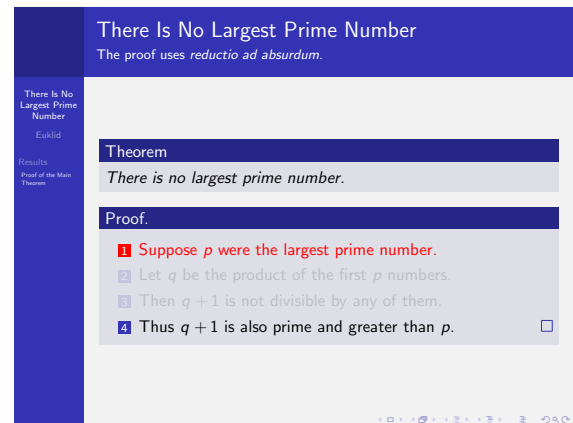 There Is No Largest Prime Number
The proof uses reductio ad absurdum.
There Is No
Largest Prime
Number
Euklid
Results
Proof of the Main
Theorem
Theorem
There is no largest prime number.
Proof.
1 Suppose p were the largest prime number.
2 Let q be the product of the first p numbers.
3 Then q + 1 is not divisible by any of them.
4 Thus q + 1 is also prime and greater than p. □